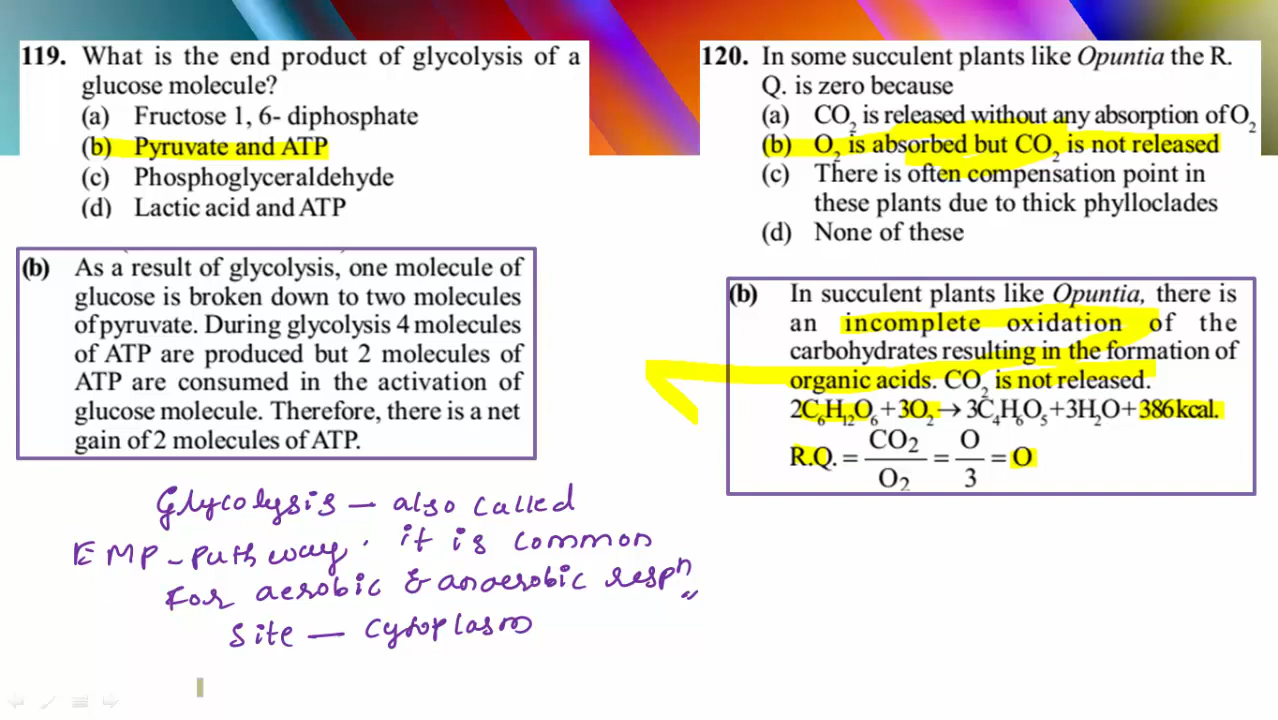 119. What is the end product of glycolysis of a
glucose molecule?
(a) Fructose 1, 6- diphosphate
(b) Pyruvate and ATP
(c) Phosphoglyceraldehyde
(d) Lactic acid and ATP
(b) As a result of glycolysis, one molecule of
glucose is broken down to two molecules
of pyruvate. During glycolysis 4 molecules
of ATP are produced but 2 molecules of
ATP are consumed in the activation of
glucose molecule. Therefore, there is a net
gain of 2 molecules of ATP.
Glycolysis — also called
EMP - pathway. it is common
For aerobic & anaerobic respⁿ
Site — Cytoplasm
120. In some succulent plants like Opuntia the R.
Q. is zero because
(a) CO₂ is released without any absorption of O₂
(b) O₂ is absorbed but CO₂ is not released
(c) There is often compensation point in
these plants due to thick phylloclades
(d) None of these
(b) In succulent plants like Opuntia, there is
an incomplete oxidation of the
carbohydrates resulting in the formation of
organic acids. CO₂ is not released.
2C₆H₁₂O₆ + 3O₂ → 3C₄H₆O₅ + 3H₂O + 386 kcal.
R.Q. = CO₂/O₂ = O/3 = O